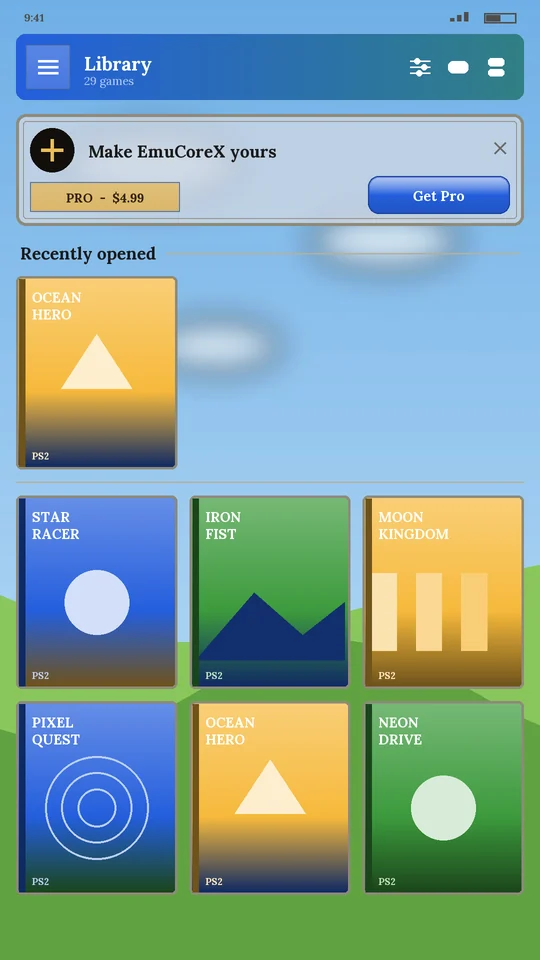 9:41
Library
29 games
Make EmuCoreX yours
PRO - $4.99
Get Pro
Recently opened
OCEAN
HERO
PS2
STAR
RACER
PS2
IRON
FIST
PS2
MOON
KINGDOM
PS2
PIXEL
QUEST
PS2
OCEAN
HERO
PS2
NEON
DRIVE
PS2